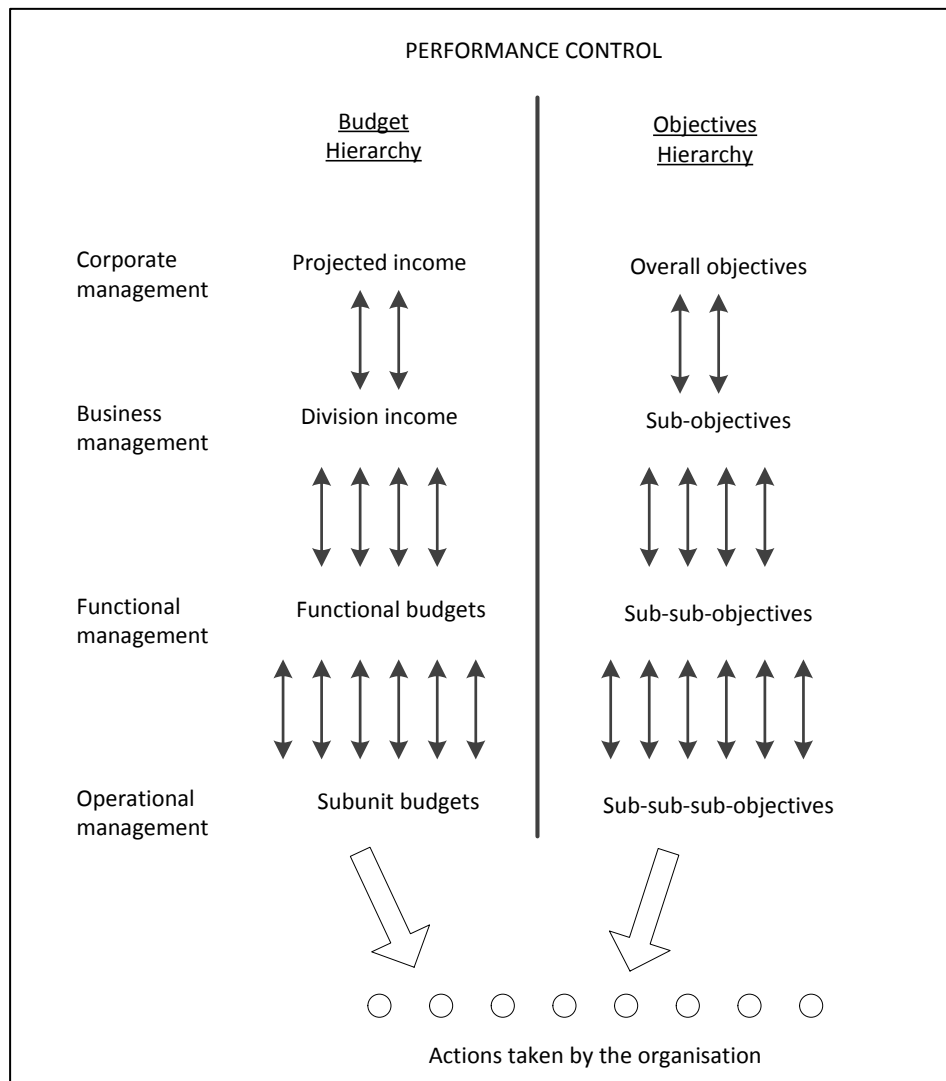 PERFORMANCE CONTROL
Budget
Hierarchy
Objectives
Hierarchy
Corporate
management
Projected income
Overall objectives
Business
management
Division income
Sub-objectives
Functional
management
Functional budgets
Sub-sub-objectives
Operational
management
Subunit budgets
Sub-sub-sub-objectives
Actions taken by the organisation